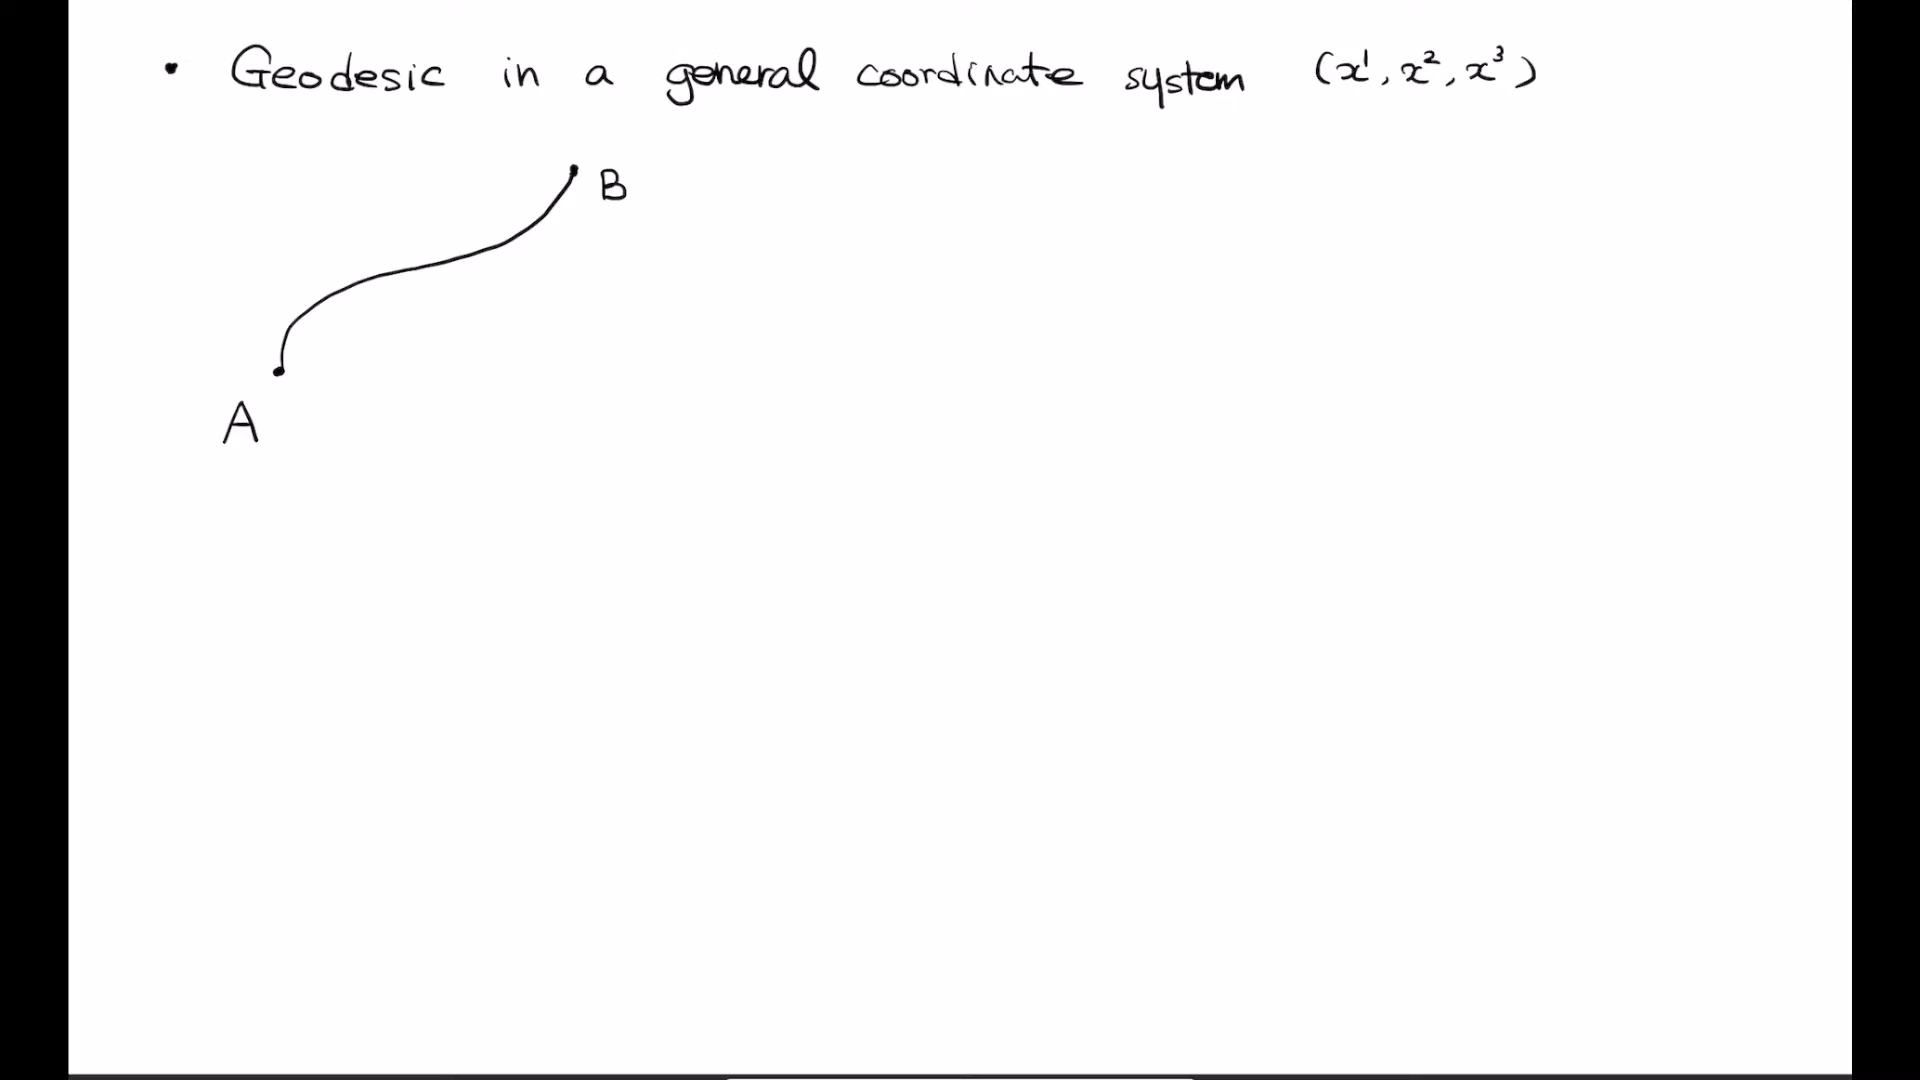 • Geodesic in a general coordinate system (x¹, x², x³)
B
A